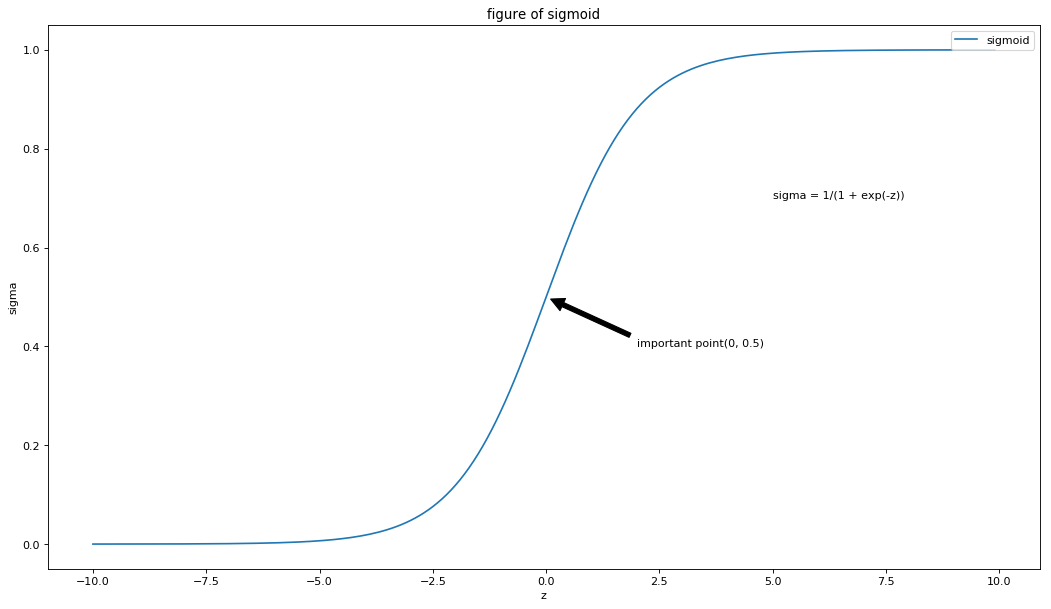 figure of sigmoid
sigmoid
1.0
0.8
0.6
0.4
0.2
0.0
sigma
sigma = 1/(1 + exp(-z))
important point(0, 0.5)
−10.0
−7.5
−5.0
−2.5
0.0
2.5
5.0
7.5
10.0
z